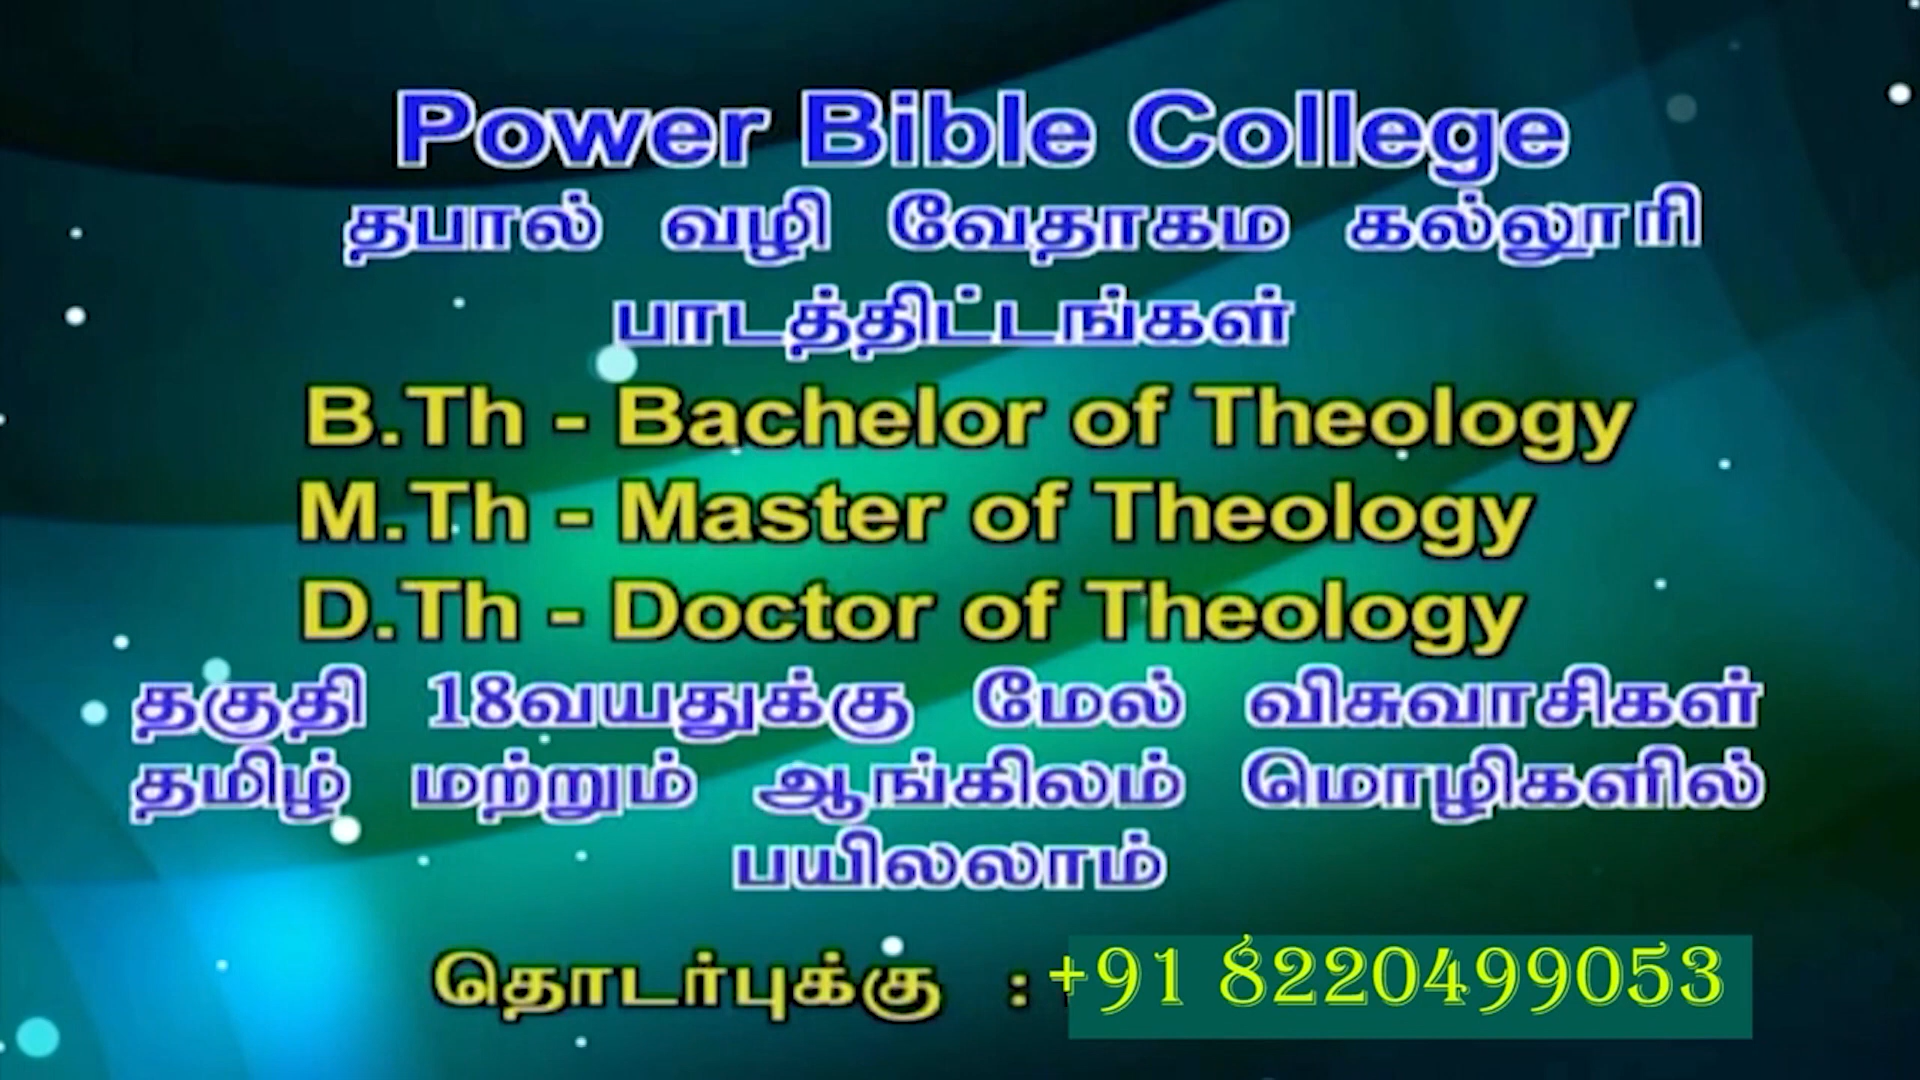 Power Bible College
தபால் வழி வேதாகம கல்லூரி
பாடத்திட்டங்கள்
B.Th - Bachelor of Theology
M.Th - Master of Theology
D.Th - Doctor of Theology
தகுதி 18வயதுக்கு மேல் விசுவாசிகள்
தமிழ் மற்றும் ஆங்கிலம் மொழிகளில்
பயிலலாம்
தொடர்புக்கு : +91 8220499053